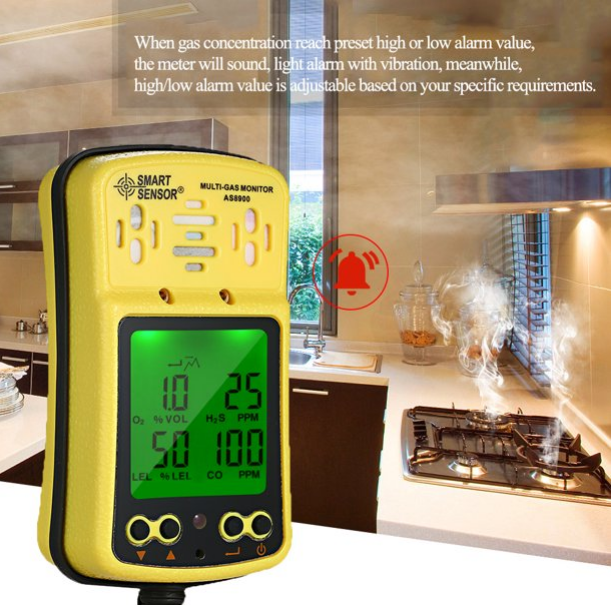 When gas concentration reach preset high or low alarm value,
the meter will sound, light alarm with vibration, meanwhile,
high/low alarm value is adjustable based on your specific requirements.
SMART
SENSOR®
MULTI-GAS MONITOR
AS8900
1.0 25
O₂ %VOL H₂S PPM
50 100
LEL %LEL CO PPM